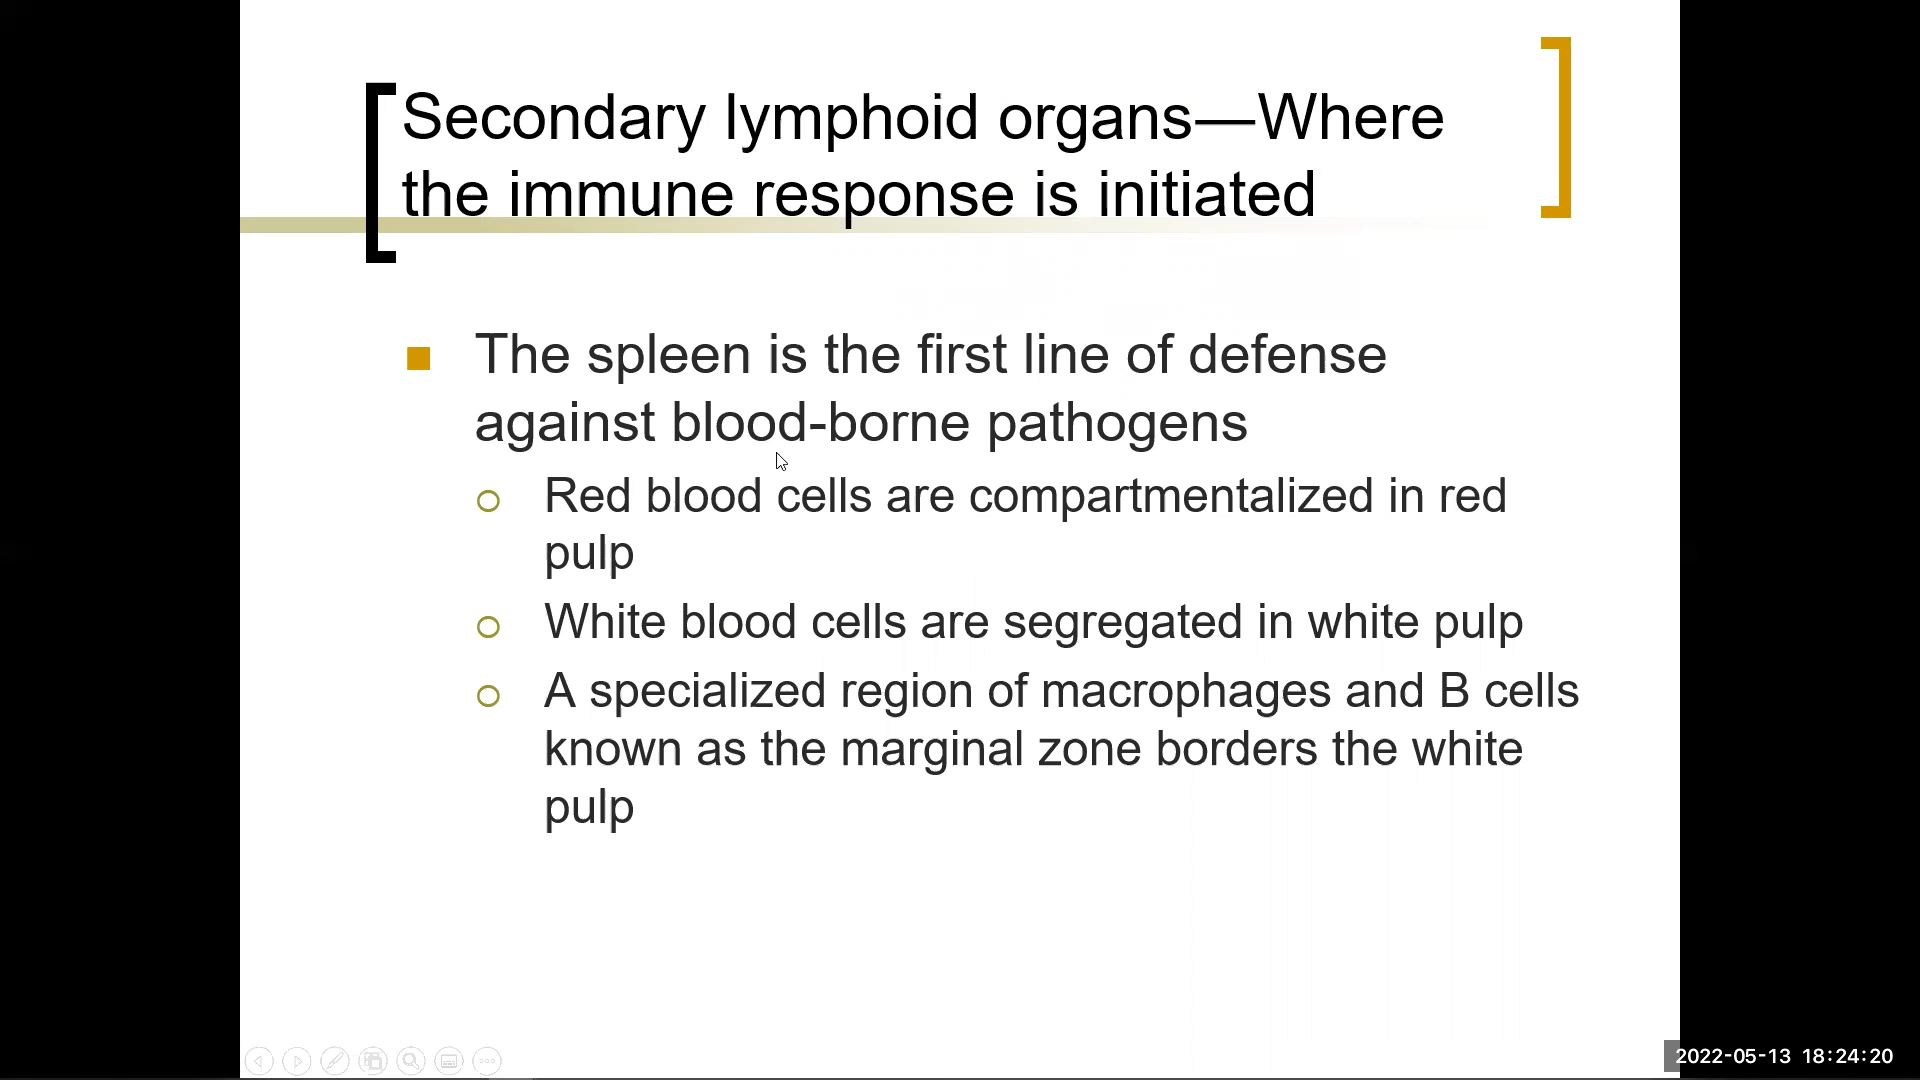 Secondary lymphoid organs—Where
the immune response is initiated
The spleen is the first line of defense
against blood-borne pathogens
Red blood cells are compartmentalized in red
pulp
White blood cells are segregated in white pulp
A specialized region of macrophages and B cells
known as the marginal zone borders the white
pulp
2022-05-13 18:24:20